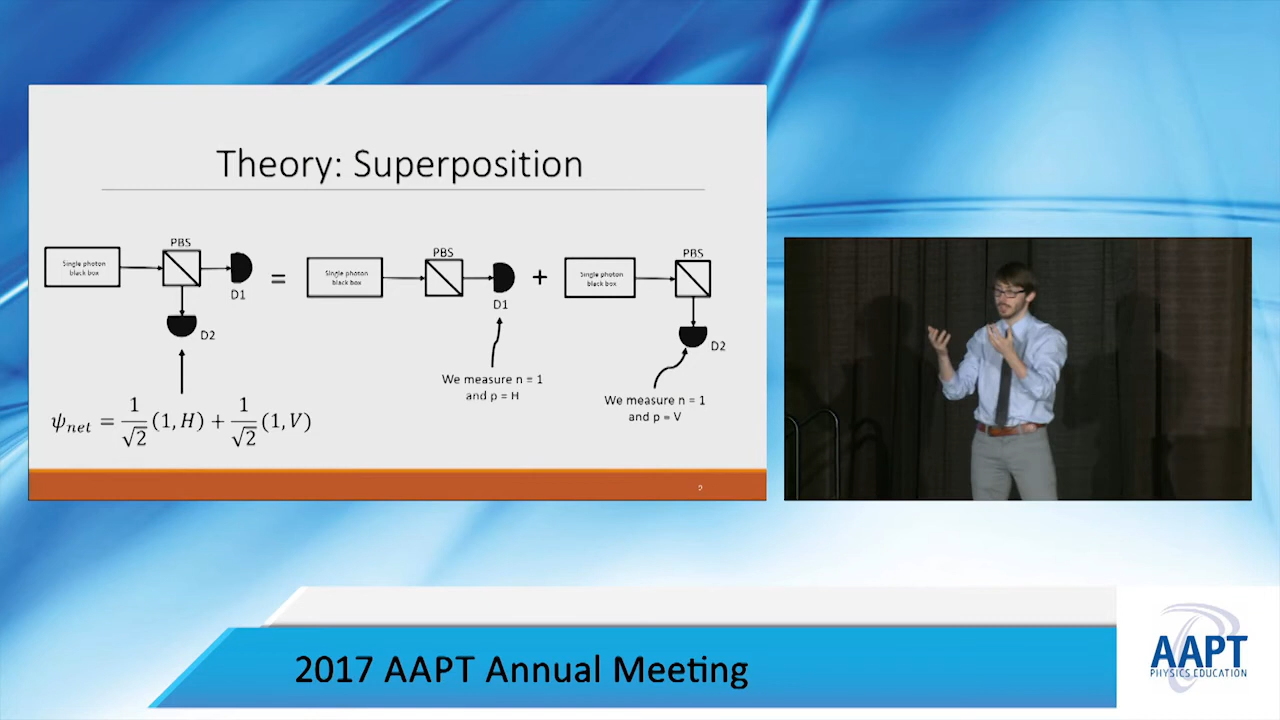 Theory: Superposition
Single photon
black box
PBS
D1
D2
=
Single photon
black box
PBS
D1
+
Single photon
black box
PBS
D2
We measure n = 1
and p = H
We measure n = 1
and p = V
ψ_net = 1/√2 (1, H) + 1/√2 (1, V)
2
2017 AAPT Annual Meeting
AAPT
PHYSICS EDUCATION